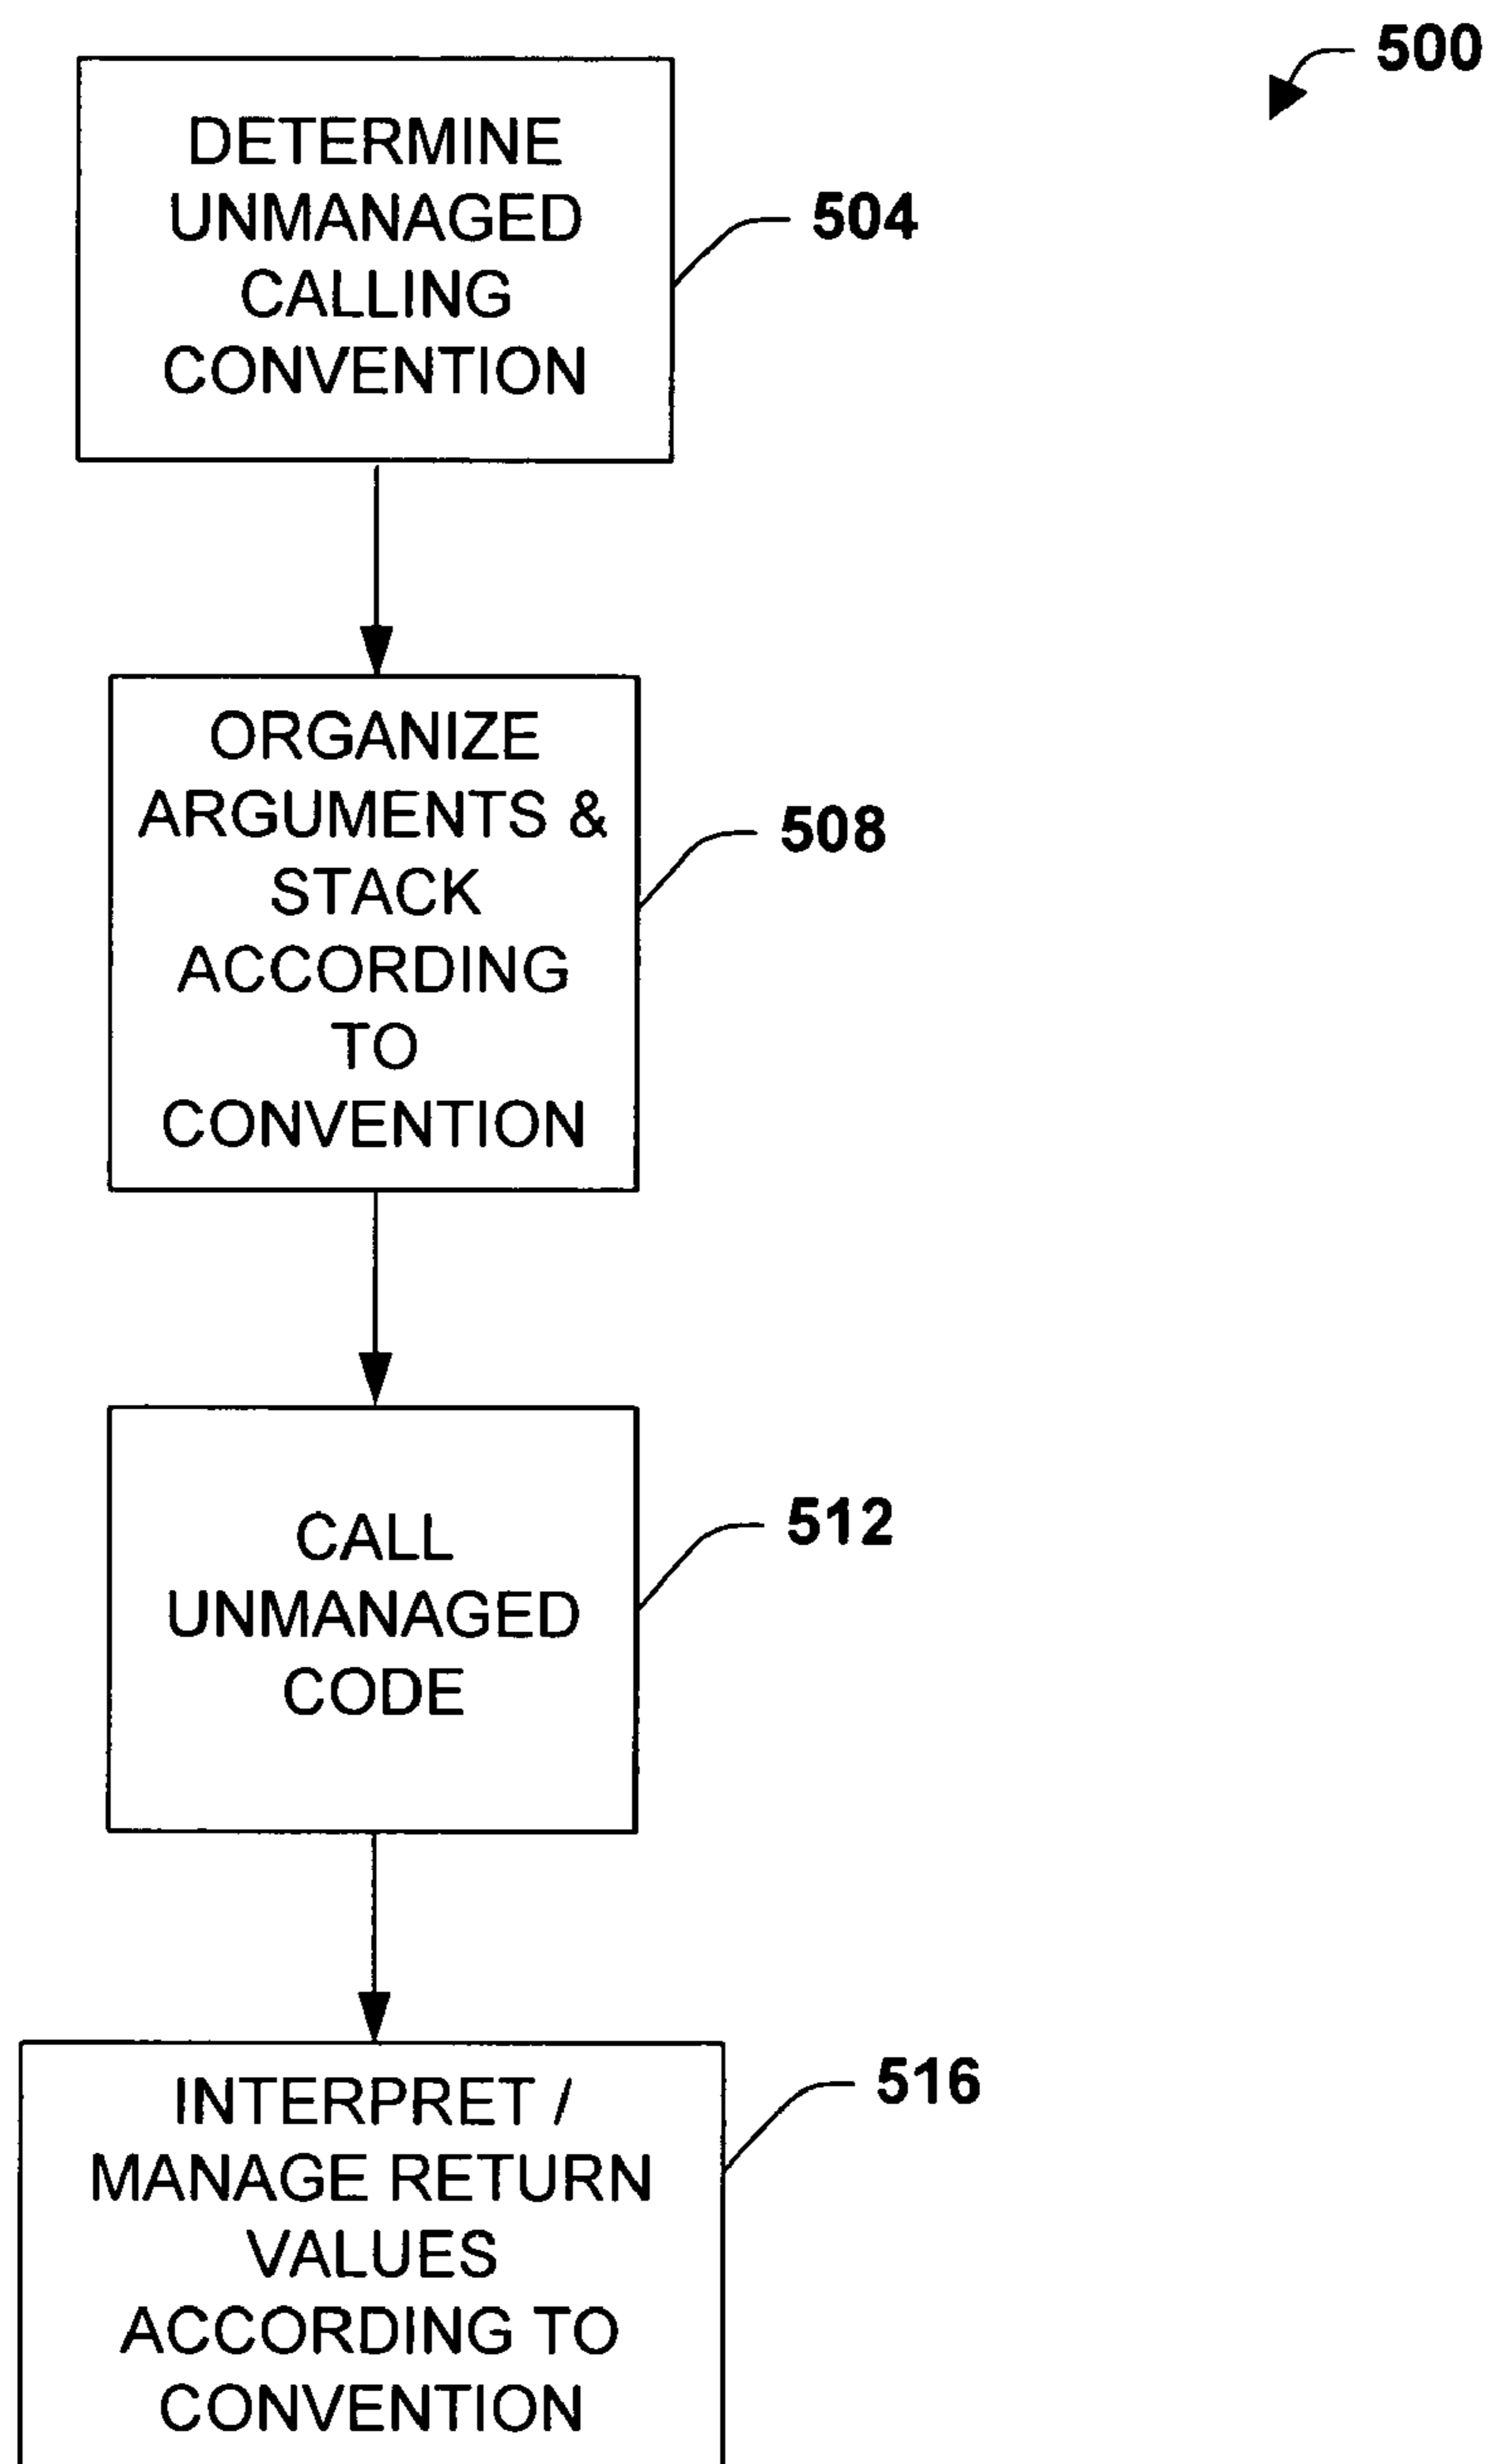 500
DETERMINE
UNMANAGED
CALLING
CONVENTION
504
ORGANIZE
ARGUMENTS &
STACK
ACCORDING
TO
CONVENTION
508
CALL
UNMANAGED
CODE
512
INTERPRET /
MANAGE RETURN
VALUES
ACCORDING TO
CONVENTION
516